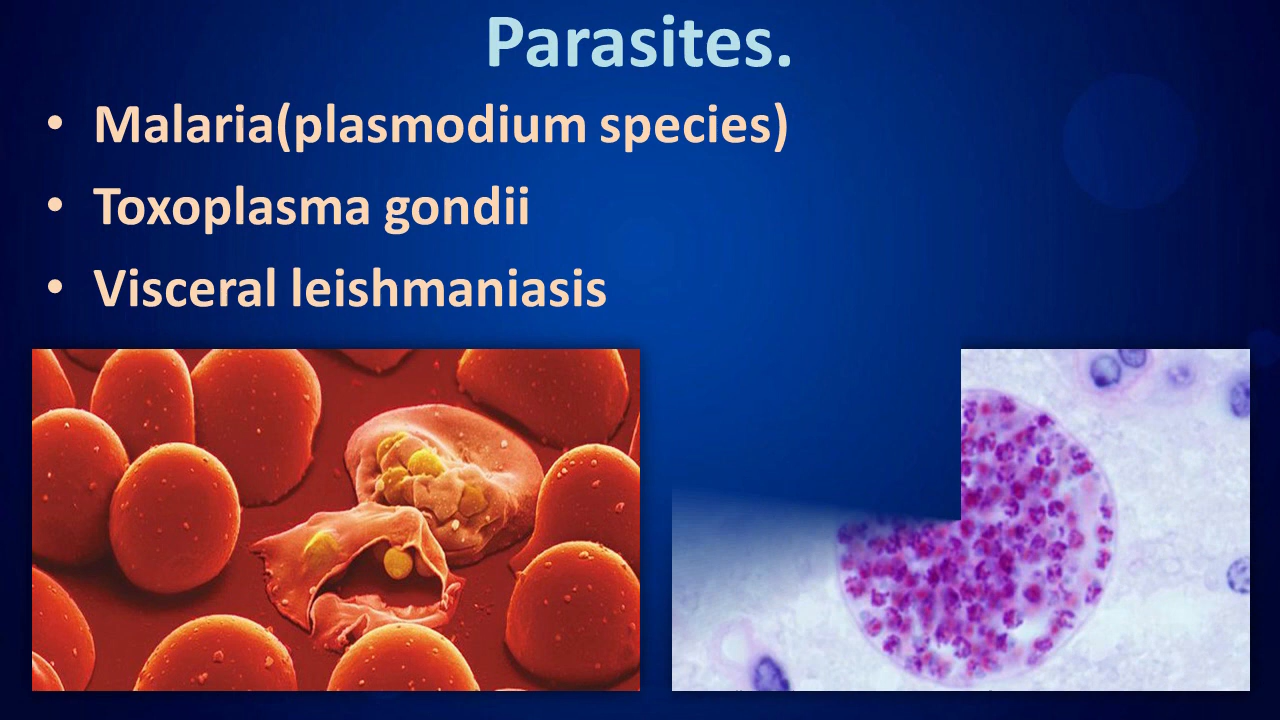 Parasites.
• Malaria(plasmodium species)
• Toxoplasma gondii
• Visceral leishmaniasis